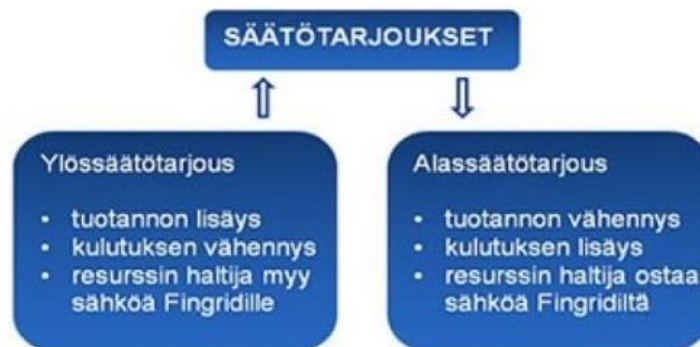 SÄÄTÖTARJOUKSET
Ylössäätötarjous
• tuotannon lisäys
• kulutuksen vähennys
• resurssin haltija myy
sähköä Fingridille
Alassäätötarjous
• tuotannon vähennys
• kulutuksen lisäys
• resurssin haltija ostaa
sähköä Fingridiltä